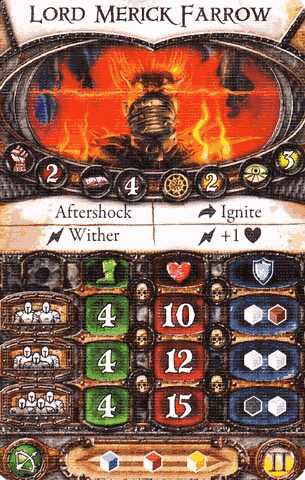 LORD MERICK FARROW
2 4 2 3
Aftershock Ignite
Wither +1
4 10
4 12
4 15
II